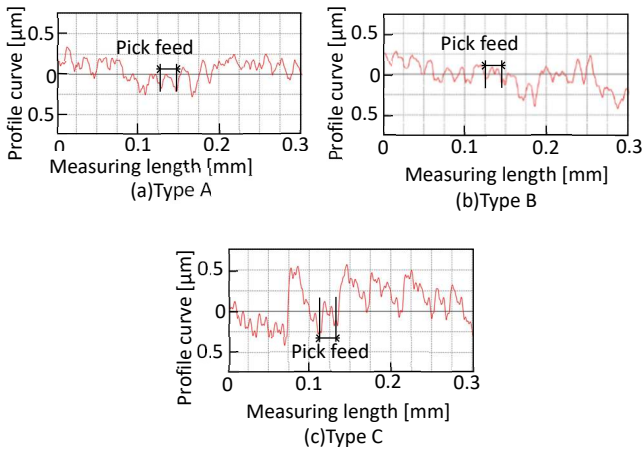 Profile curve [µm]
0.5
0
0.5
Pick feed
0
0.1
0.2
0.3
Measuring length [mm]
(a)Type A
Profile curve [µm]
0.5
0
0.5
Pick feed
0
0.1
0.2
0.3
Measuring length [mm]
(b)Type B
Profile curve [µm]
0.5
0
0.5
Pick feed
0
0.1
0.2
0.3
Measuring length [mm]
(c)Type C